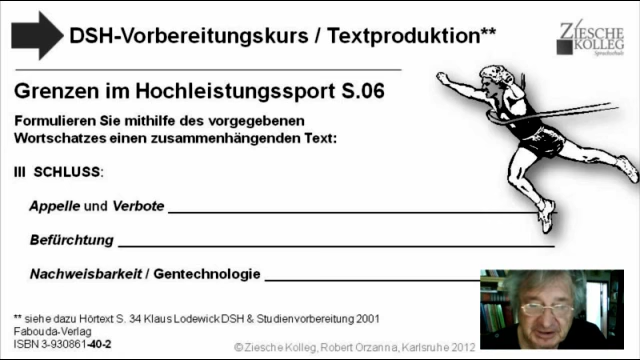 DSH-Vorbereitungskurs / Textproduktion**
ZIESCHE
KOLLEG
Sprachschule
Grenzen im Hochleistungssport S.06
Formulieren Sie mithilfe des vorgegebenen
Wortschatzes einen zusammenhängenden Text:
III SCHLUSS:
Appelle und Verbote
Befürchtung
Nachweisbarkeit / Gentechnologie
** siehe dazu Hörtext S. 34 Klaus Lodewick DSH & Studienvorbereitung 2001
Fabouda-Verlag
ISBN 3-930861-40-2
©Ziesche Kolleg, Robert Orzanna, Karlsruhe 2012